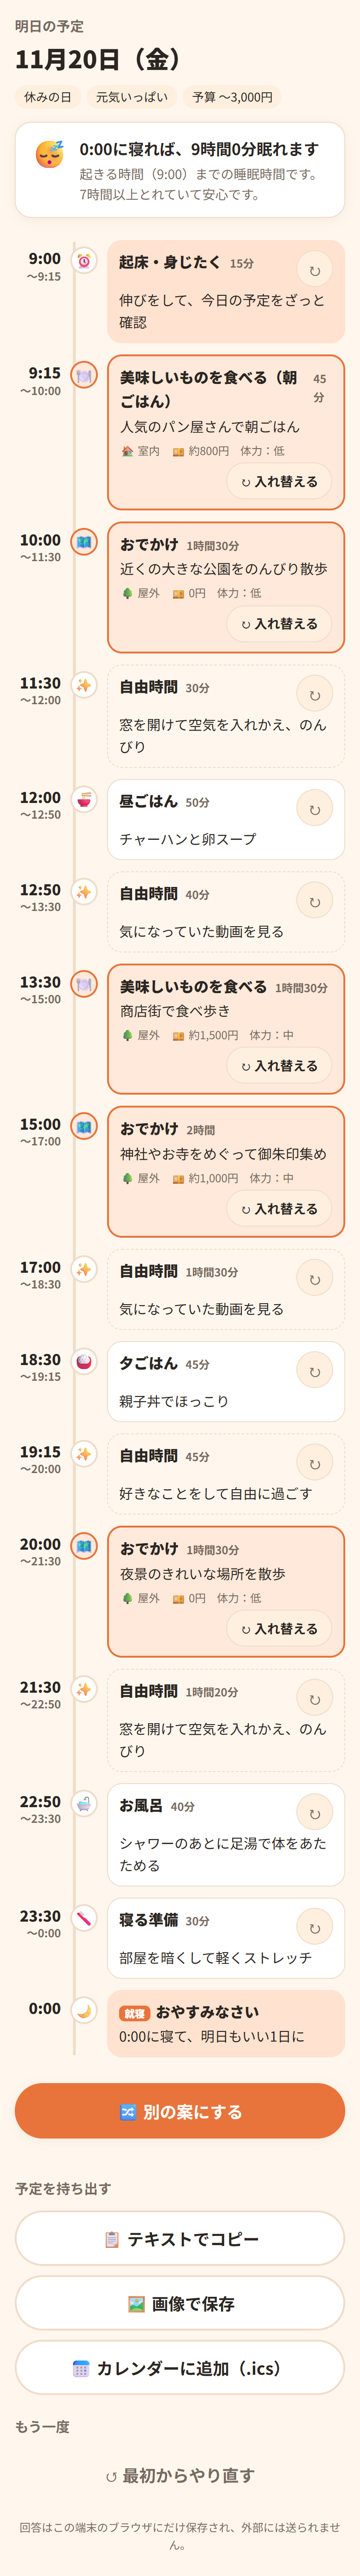 明日の予定
11月20日（金）
休みの日 元気いっぱい 予算 〜3,000円
0:00に寝れば、9時間0分眠れます
起きる時間（9:00）までの睡眠時間です。
7時間以上とれていて安心です。
9:00
〜9:15
起床・身じたく 15分
↻
伸びをして、今日の予定をざっと
確認
9:15
〜10:00
美味しいものを食べる（朝
ごはん） 45
分
人気のパン屋さんで朝ごはん
室内 約800円 体力：低
↻ 入れ替える
10:00
〜11:30
おでかけ 1時間30分
近くの大きな公園をのんびり散歩
屋外 0円 体力：低
↻ 入れ替える
11:30
〜12:00
自由時間 30分
↻
窓を開けて空気を入れかえ、のん
びり
12:00
〜12:50
昼ごはん 50分
↻
チャーハンと卵スープ
12:50
〜13:30
自由時間 40分
↻
気になっていた動画を見る
13:30
〜15:00
美味しいものを食べる 1時間30分
商店街で食べ歩き
屋外 約1,500円 体力：中
↻ 入れ替える
15:00
〜17:00
おでかけ 2時間
神社やお寺をめぐって御朱印集め
屋外 約1,000円 体力：中
↻ 入れ替える
17:00
〜18:30
自由時間 1時間30分
↻
気になっていた動画を見る
18:30
〜19:15
夕ごはん 45分
↻
親子丼でほっこり
19:15
〜20:00
自由時間 45分
↻
好きなことをして自由に過ごす
20:00
〜21:30
おでかけ 1時間30分
夜景のきれいな場所を散歩
屋外 0円 体力：低
↻ 入れ替える
21:30
〜22:50
自由時間 1時間20分
↻
窓を開けて空気を入れかえ、のん
びり
22:50
〜23:30
お風呂 40分
↻
シャワーのあとに足湯で体をあた
ためる
23:30
〜0:00
寝る準備 30分
↻
部屋を暗くして軽くストレッチ
0:00
就寝 おやすみなさい
0:00に寝て、明日もいい1日に
別の案にする
予定を持ち出す
テキストでコピー
画像で保存
カレンダーに追加（.ics）
もう一度
↺ 最初からやり直す
回答はこの端末のブラウザにだけ保存され、外部には送られませ
ん。